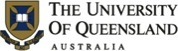 THE UNIVERSITY
OF QUEENSLAND
AUSTRALIA